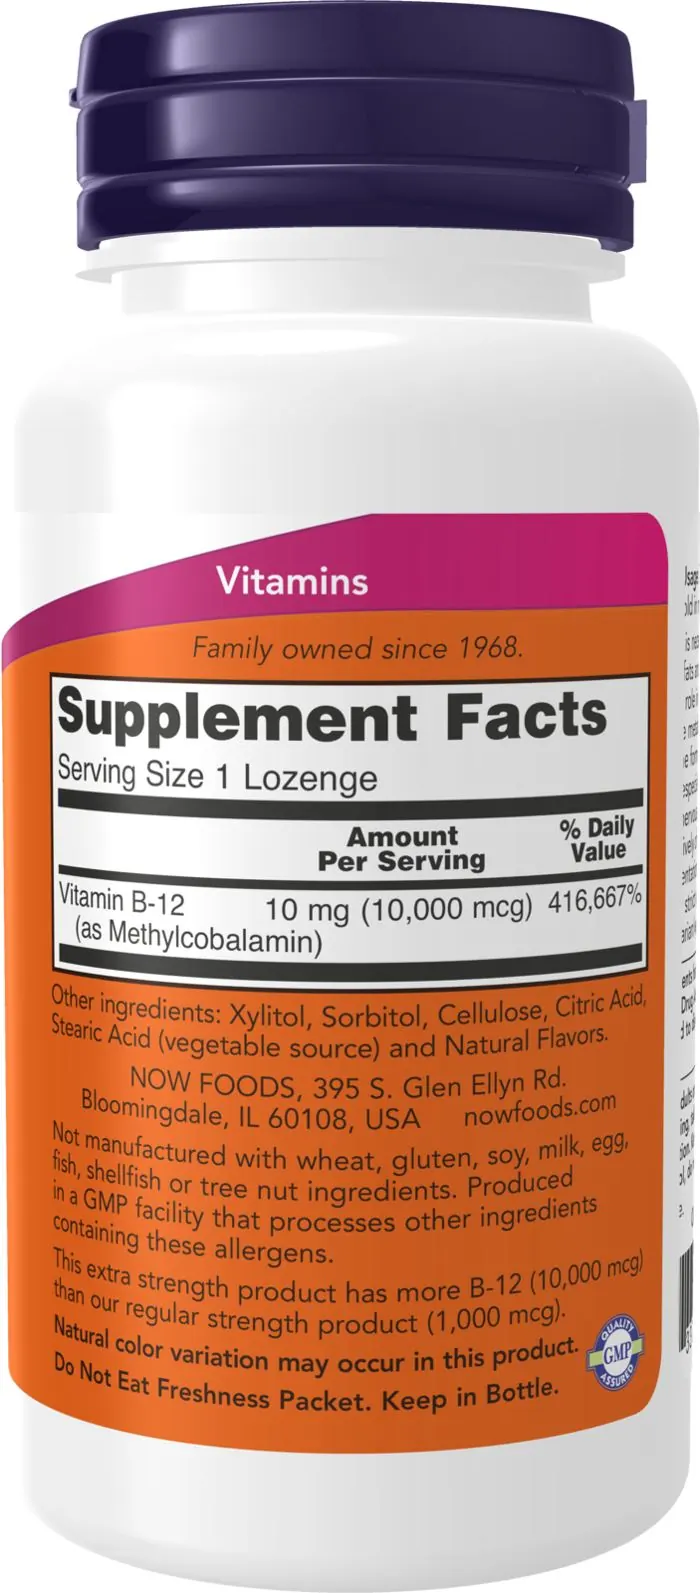 Vitamins
Family owned since 1968.
Supplement Facts
Serving Size 1 Lozenge
Amount Per Serving
% Daily Value
Vitamin B-12 10 mg (10,000 mcg) 416,667%
(as Methylcobalamin)
Other ingredients: Xylitol, Sorbitol, Cellulose, Citric Acid,
Stearic Acid (vegetable source) and Natural Flavors.
NOW FOODS, 395 S. Glen Ellyn Rd.
Bloomingdale, IL 60108, USA nowfoods.com
Not manufactured with wheat, gluten, soy, milk, egg,
fish, shellfish or tree nut ingredients. Produced
in a GMP facility that processes other ingredients
containing these allergens.
This extra strength product has more B-12 (10,000 mcg)
than our regular strength product (1,000 mcg).
Natural color variation may occur in this product.
Do Not Eat Freshness Packet. Keep in Bottle.
QUALITY
GMP
ASSURED